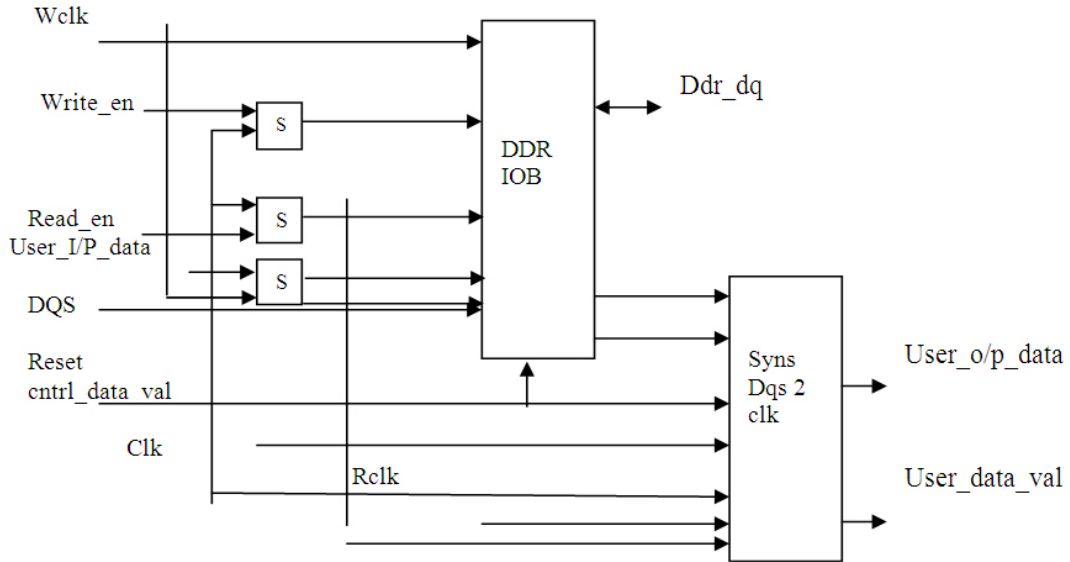 Wclk
Write_en
S
Ddr_dq
DDR
IOB
Read_en
User_I/P_data
S
S
DQS
Reset
cntrl_data_val
Clk
Rclk
Syns
Dqs 2
clk
User_o/p_data
User_data_val